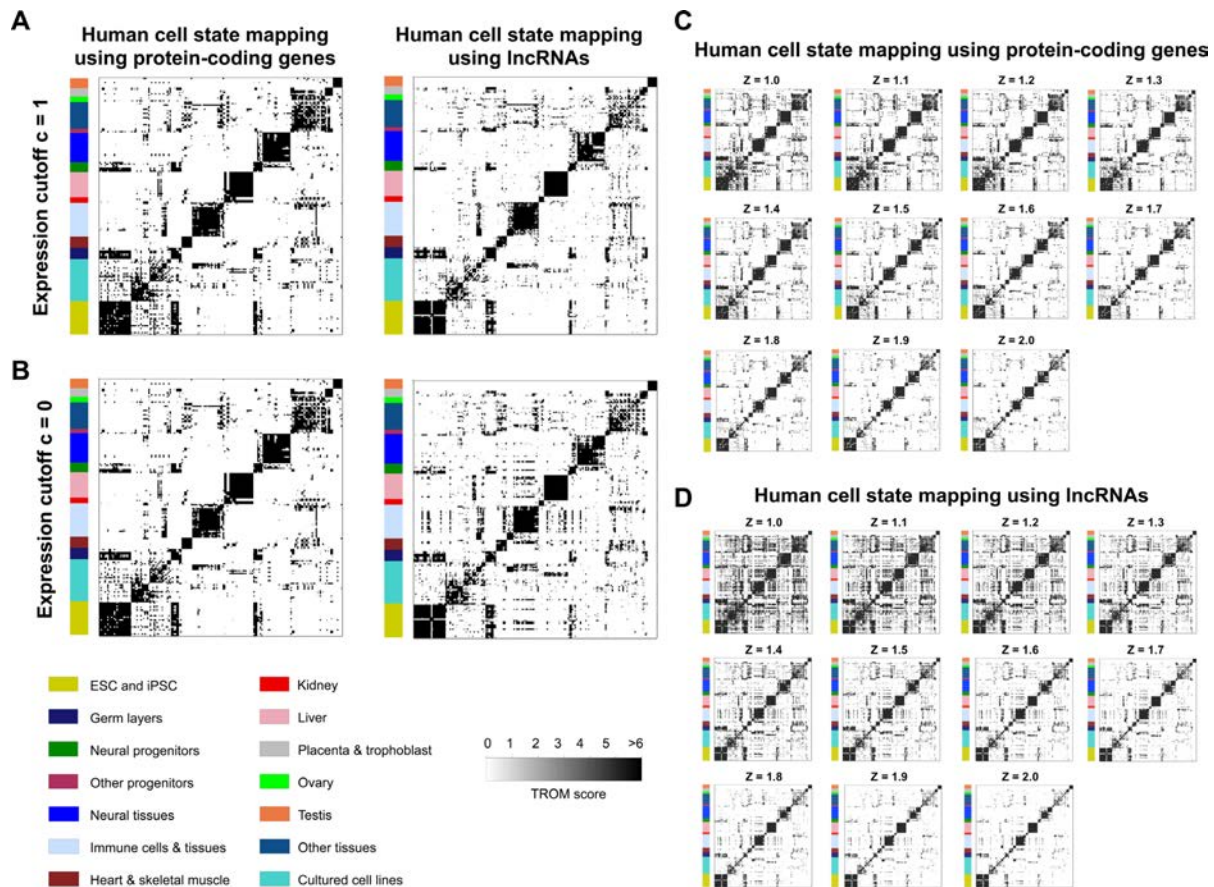 A
Human cell state mapping
using protein-coding genes
Human cell state mapping
using lncRNAs
Expression cutoff c = 1
B
Expression cutoff c = 0
ESC and iPSC
Germ layers
Neural progenitors
Other progenitors
Neural tissues
Immune cells & tissues
Heart & skeletal muscle
Kidney
Liver
Placenta & trophoblast
Ovary
Testis
Other tissues
Cultured cell lines
0 1 2 3 4 5 >6
TROM score
C
Human cell state mapping using protein-coding genes
Z = 1.0 Z = 1.1 Z = 1.2 Z = 1.3
Z = 1.4 Z = 1.5 Z = 1.6 Z = 1.7
Z = 1.8 Z = 1.9 Z = 2.0
D
Human cell state mapping using lncRNAs
Z = 1.0 Z = 1.1 Z = 1.2 Z = 1.3
Z = 1.4 Z = 1.5 Z = 1.6 Z = 1.7
Z = 1.8 Z = 1.9 Z = 2.0